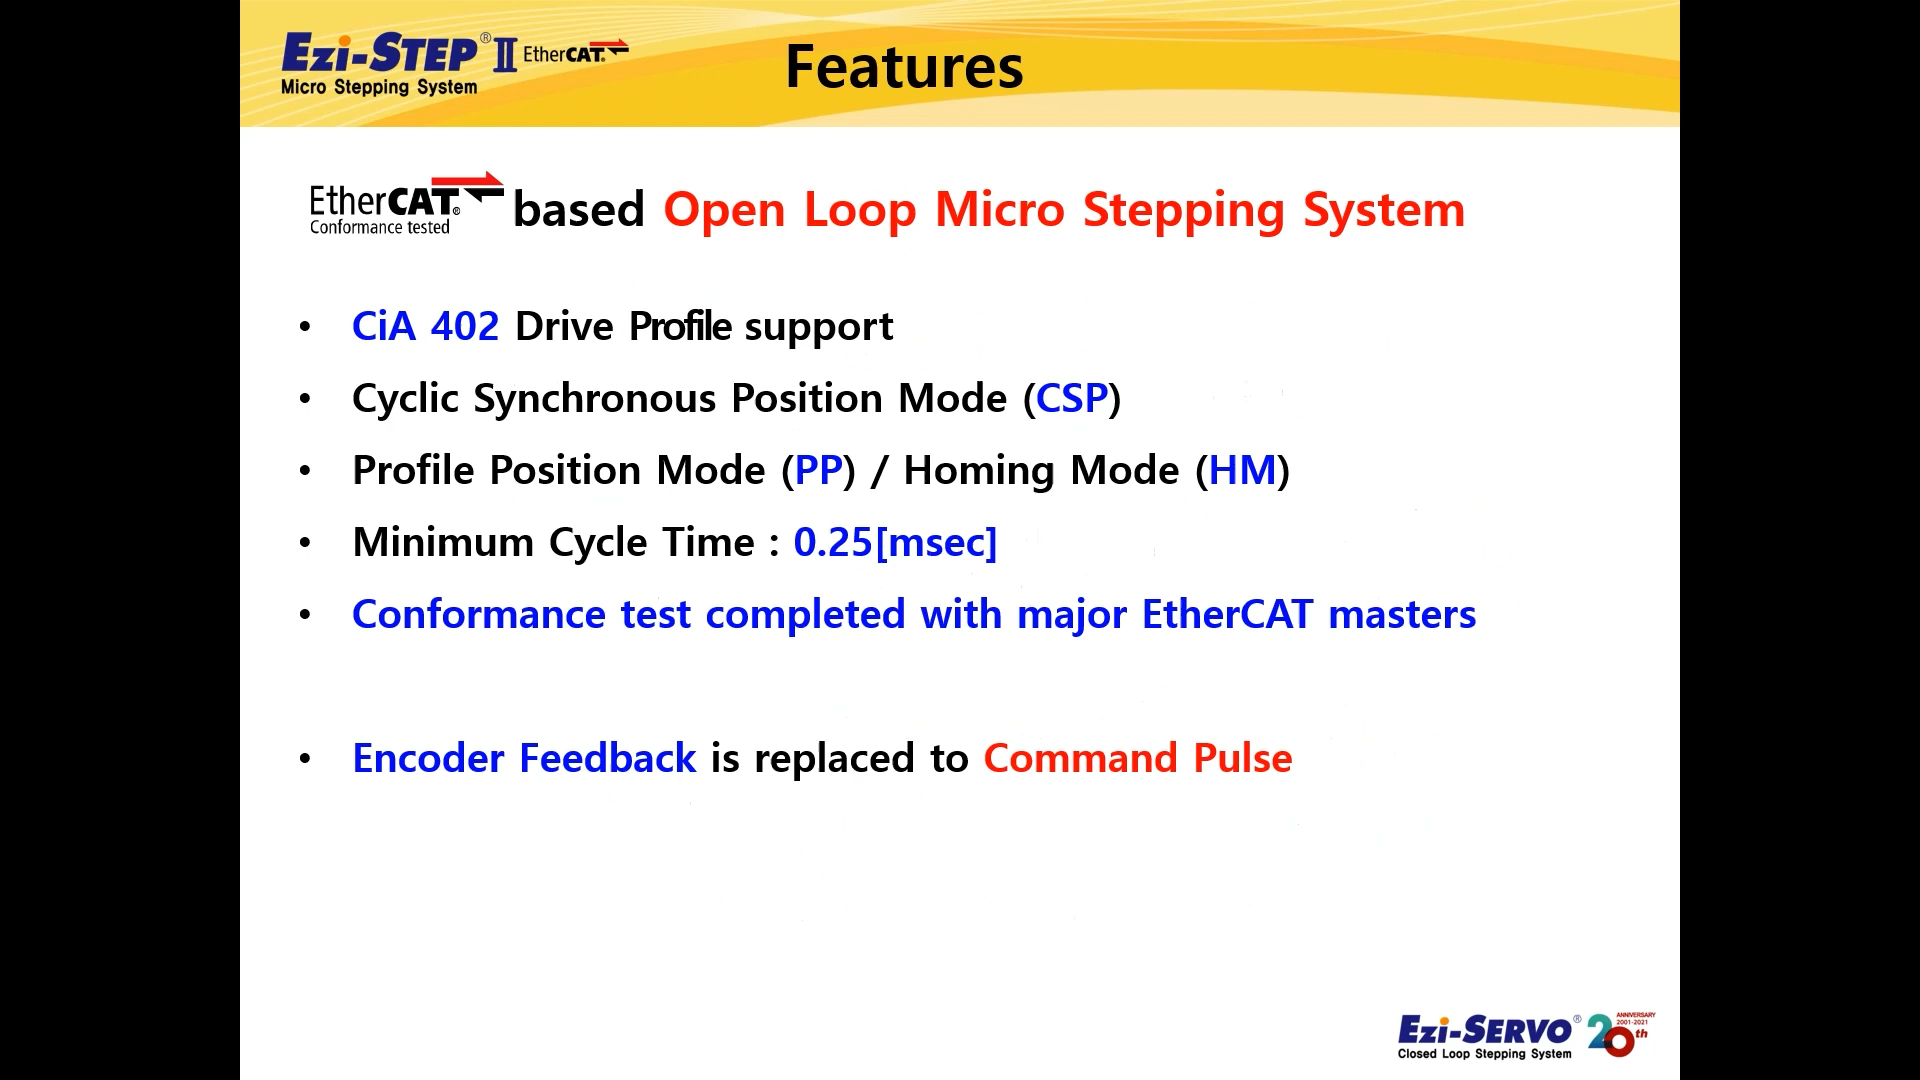 Ezi-STEP® II EtherCAT®
Micro Stepping System
Features
EtherCAT® based Open Loop Micro Stepping System
Conformance tested
• CiA 402 Drive Profile support
• Cyclic Synchronous Position Mode (CSP)
• Profile Position Mode (PP) / Homing Mode (HM)
• Minimum Cycle Time : 0.25[msec]
• Conformance test completed with major EtherCAT masters
• Encoder Feedback is replaced to Command Pulse
Ezi-SERVO® 20th ANNIVERSARY 2001-2021
Closed Loop Stepping System